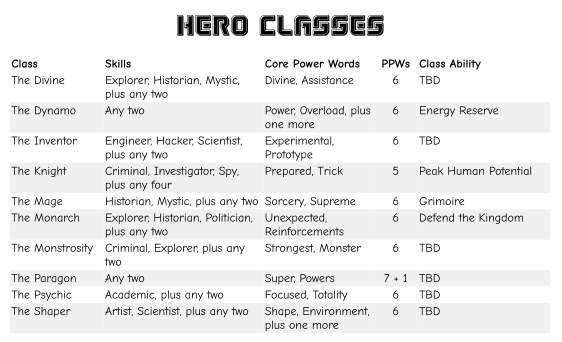 HERO CLASSES
Class Skills Core Power Words PPWs Class Ability
The Divine Explorer, Historian, Mystic, Divine, Assistance 6 TBD
plus any two
The Dynamo Any two Power, Overload, plus 6 Energy Reserve
one more
The Inventor Engineer, Hacker, Scientist, Experimental, 6 TBD
plus any two Prototype
The Knight Criminal, Investigator, Spy, Prepared, Trick 5 Peak Human Potential
plus any four
The Mage Historian, Mystic, plus any two Sorcery, Supreme 6 Grimoire
The Monarch Explorer, Historian, Politician, Unexpected, 6 Defend the Kingdom
plus any two Reinforcements
The Monstrosity Criminal, Explorer, plus any Strongest, Monster 6 TBD
two
The Paragon Any two Super, Powers 7 + 1 TBD
The Psychic Academic, plus any two Focused, Totality 6 TBD
The Shaper Artist, Scientist, plus any two Shape, Environment, 6 TBD
plus one more